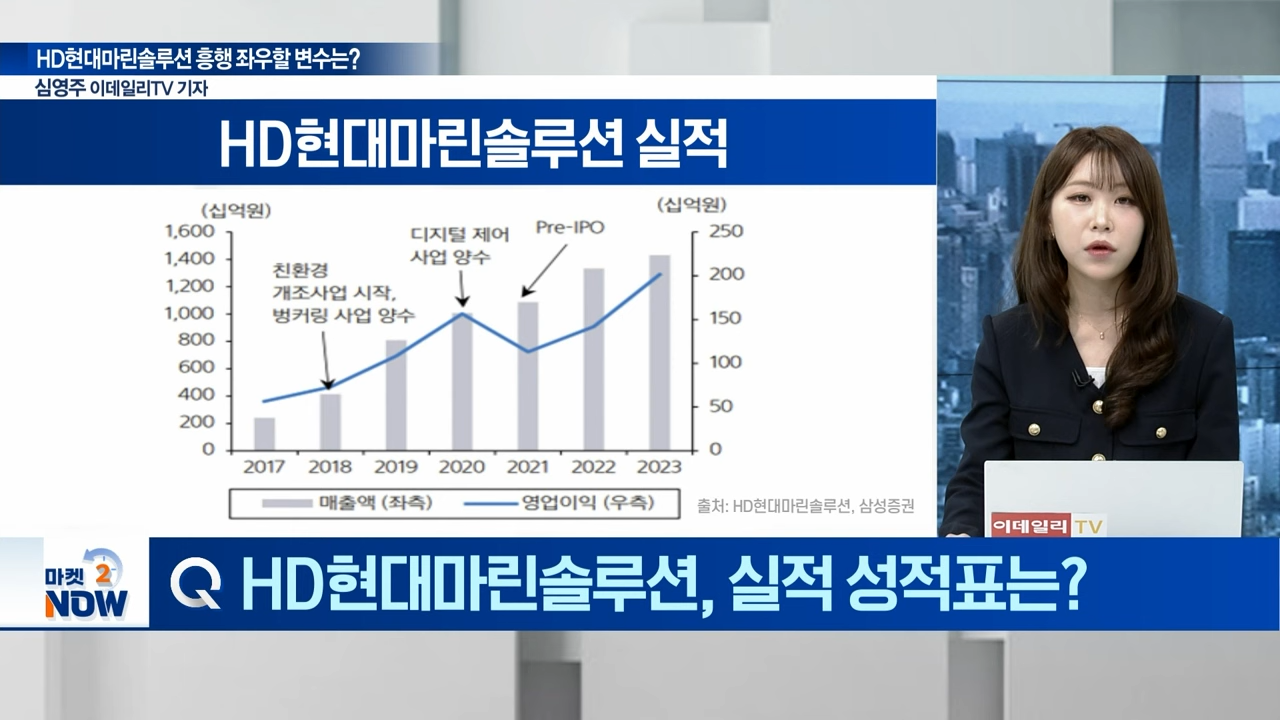 HD현대마린솔루션 흥행 좌우할 변수는?
심영주 이데일리TV 기자
HD현대마린솔루션 실적
(십억원)
(십억원)
1,600
1,400
1,200
1,000
800
600
400
200
0
250
200
150
100
50
0
친환경
개조사업 시작,
벙커링 사업 양수
디지털 제어
사업 양수
Pre-IPO
2017 2018 2019 2020 2021 2022 2023
매출액 (좌측) 영업이익 (우측)
출처: HD현대마린솔루션, 삼성증권
이데일리 TV
마켓 2
NOW
Q HD현대마린솔루션, 실적 성적표는?